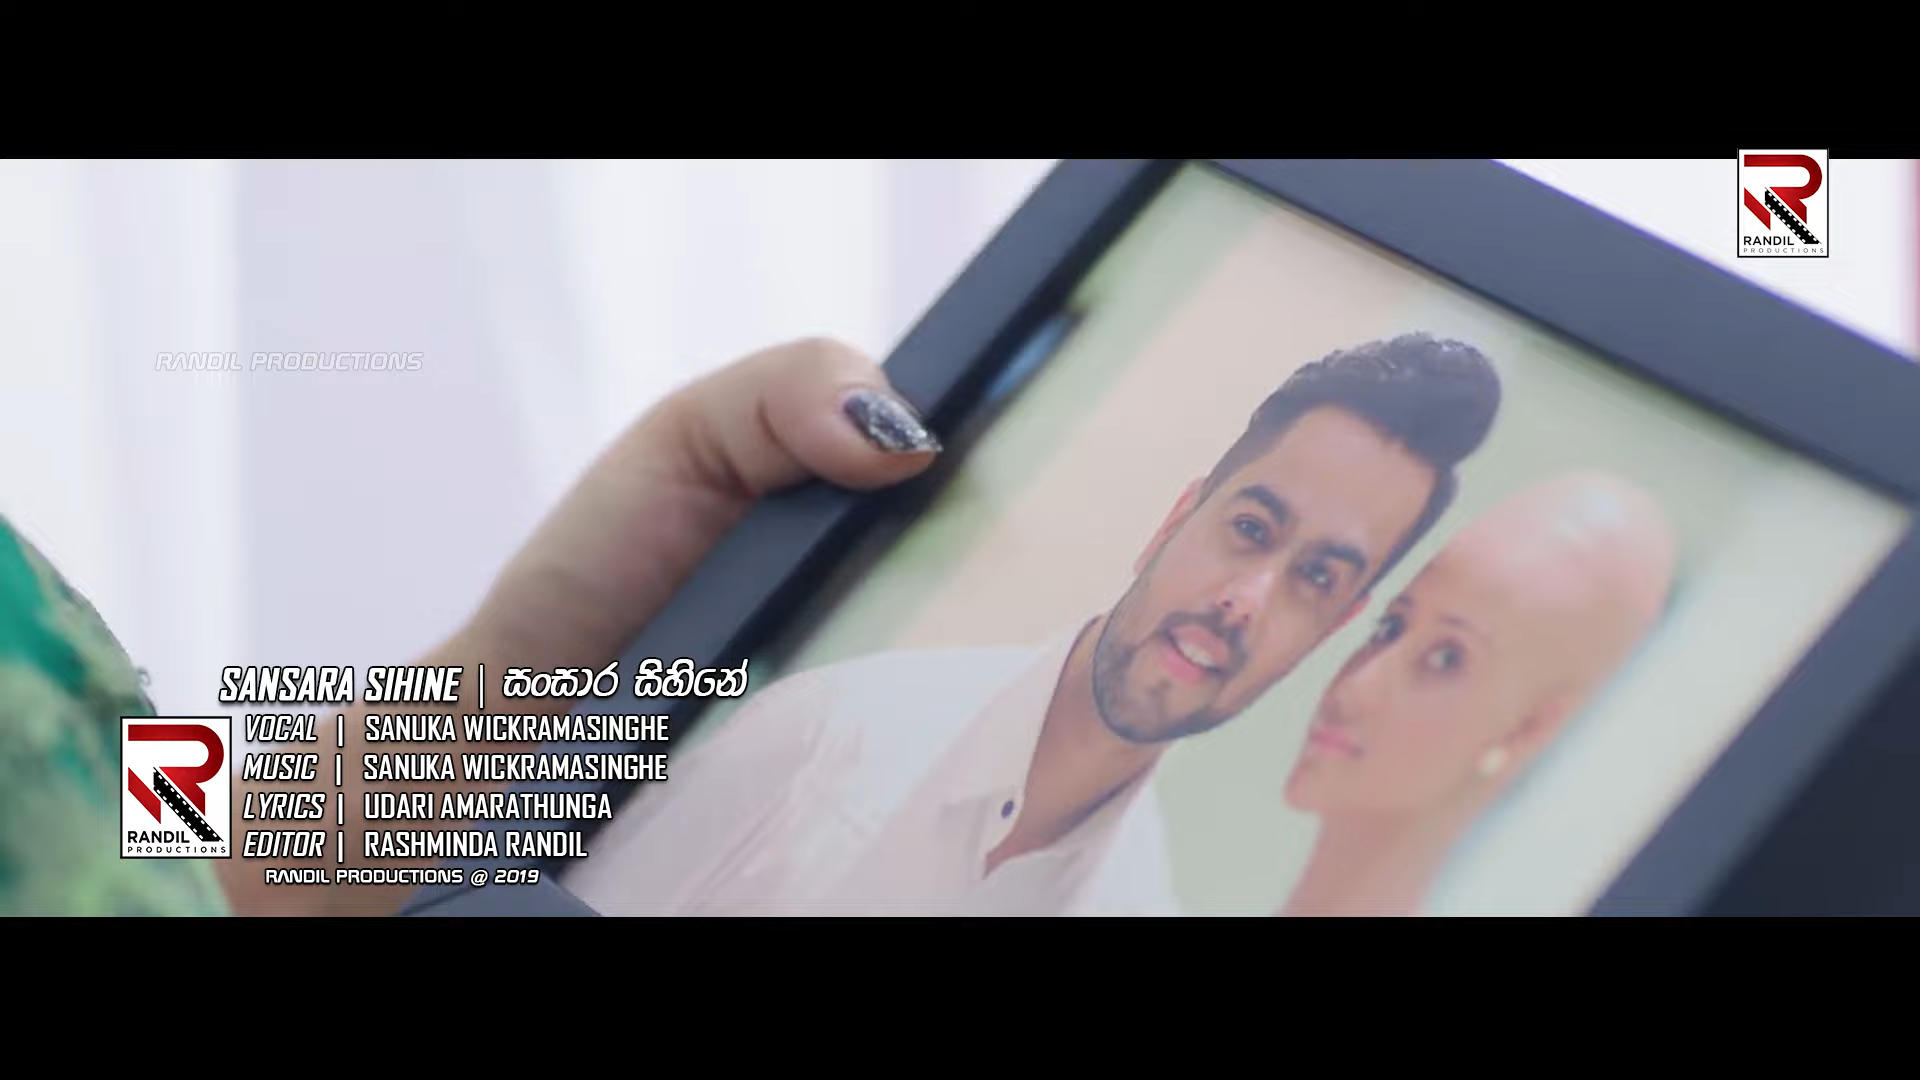 RANDIL
PRODUCTIONS
RANDIL PRODUCTIONS
SANSARA SIHINE | සංසාර සිහිනේ
VOCAL | SANUKA WICKRAMASINGHE
MUSIC | SANUKA WICKRAMASINGHE
LYRICS | UDARI AMARATHUNGA
EDITOR | RASHMINDA RANDIL
RANDIL
PRODUCTIONS
RANDIL PRODUCTIONS @ 2019